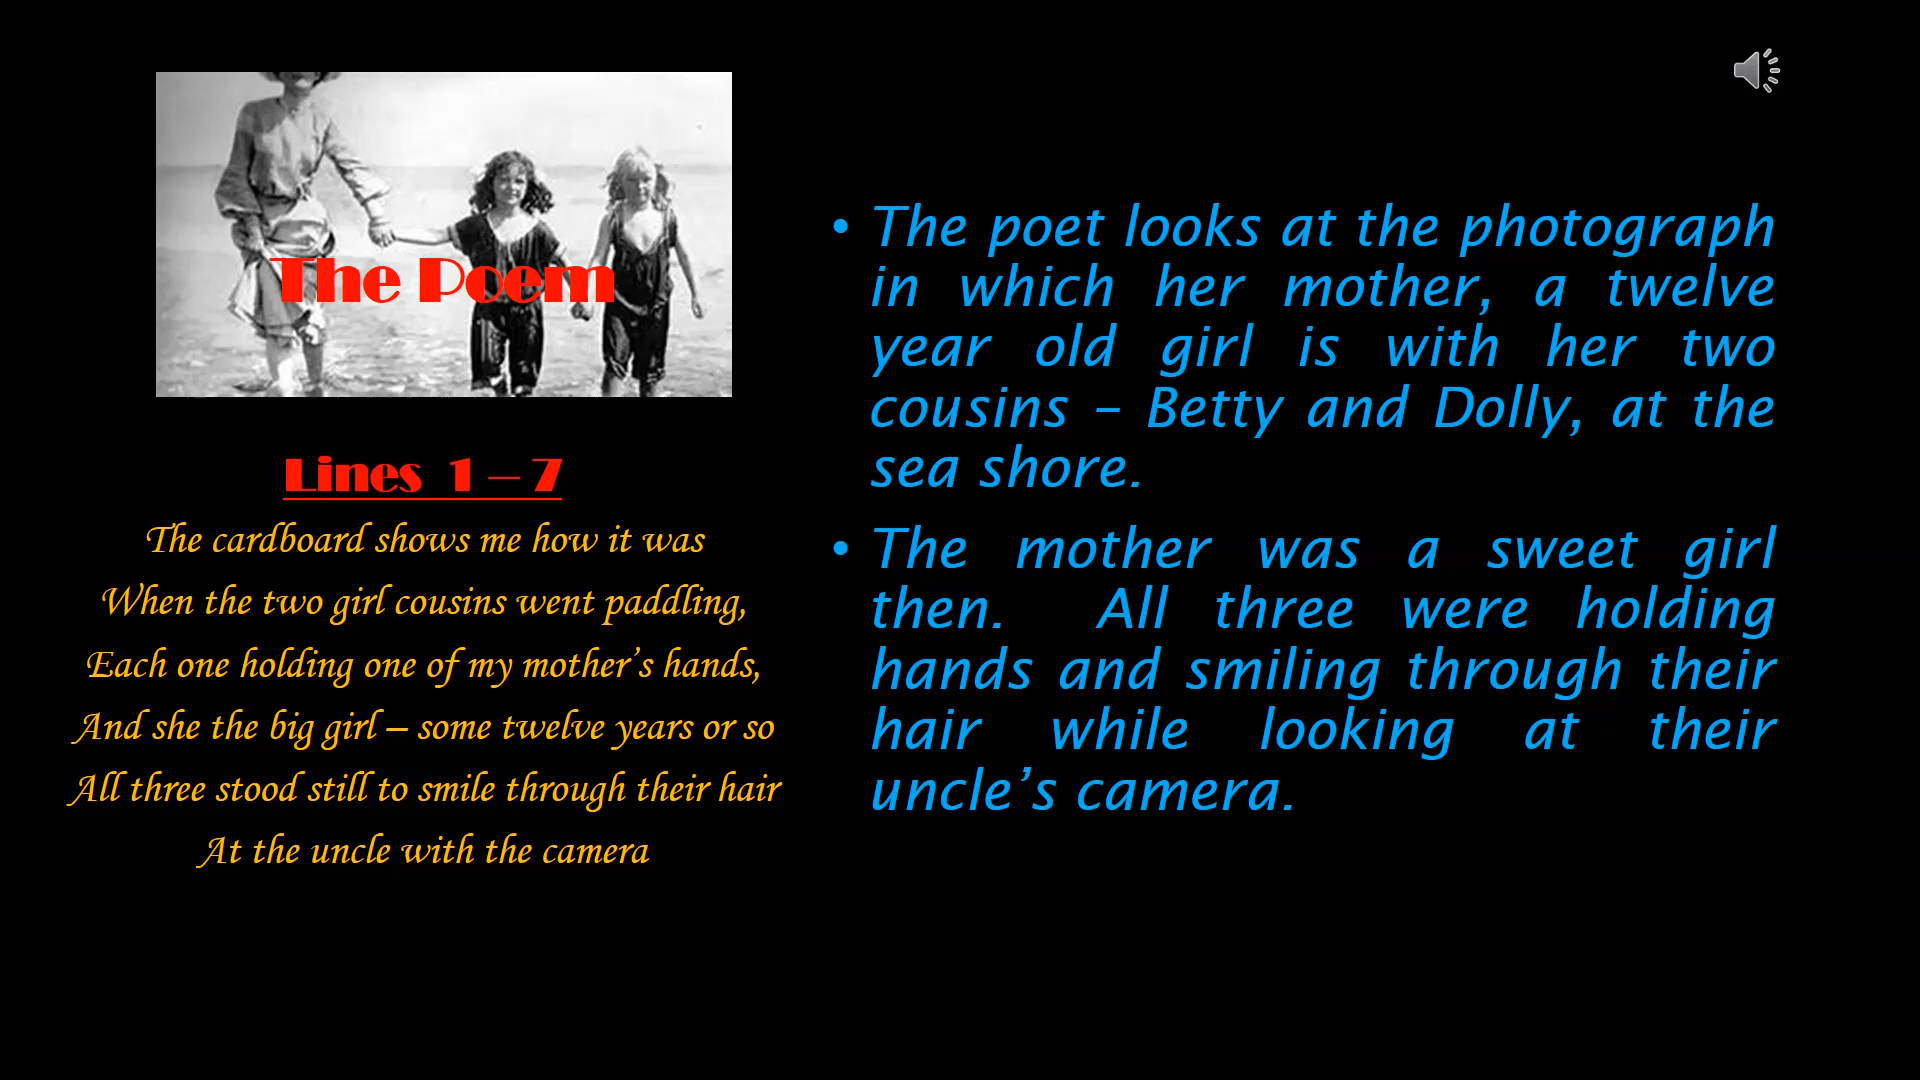 The Poem
Lines 1 – 7
The cardboard shows me how it was
When the two girl cousins went paddling,
Each one holding one of my mother’s hands,
And she the big girl – some twelve years or so
All three stood still to smile through their hair
At the uncle with the camera
• The poet looks at the photograph
in which her mother, a twelve
year old girl is with her two
cousins – Betty and Dolly, at the
sea shore.
• The mother was a sweet girl
then. All three were holding
hands and smiling through their
hair while looking at their
uncle’s camera.